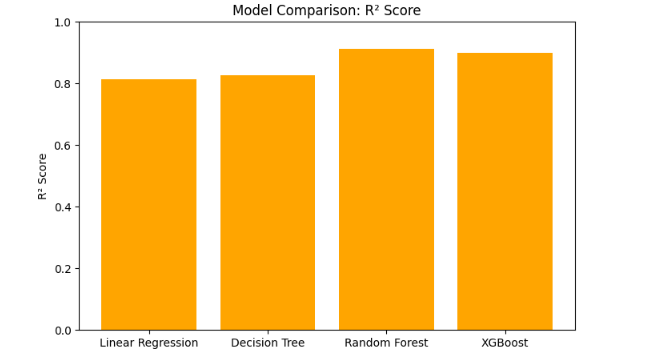 Model Comparison: R² Score
1.0
0.8
0.6
0.4
0.2
0.0
R² Score
Linear Regression
Decision Tree
Random Forest
XGBoost